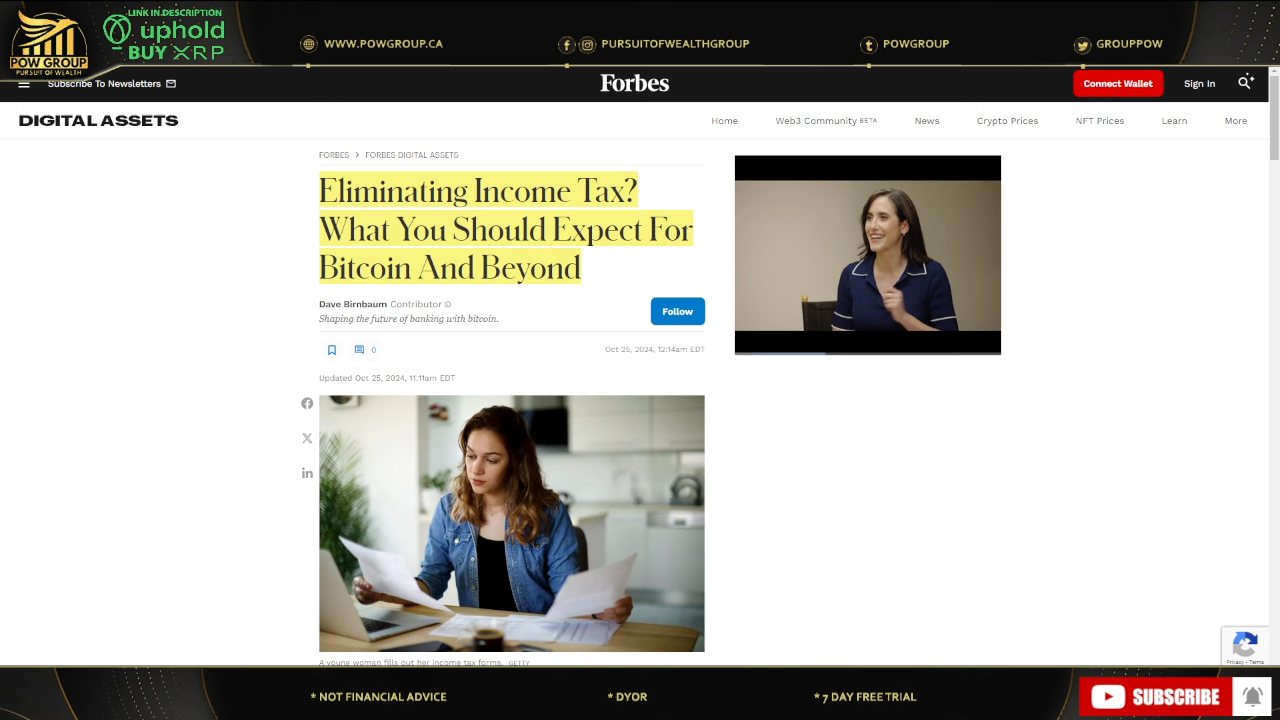 LINK IN DESCRIPTION
uphold
BUY XRP
POW GROUP
PURSUIT OF WEALTH
WWW.POWGROUP.CA
PURSUITOFWEALTHGROUP
POWGROUP
GROUPPOW
Subscribe To Newsletters
Forbes
Connect Wallet
Sign In
DIGITAL ASSETS
Home
Web3 Community BETA
News
Crypto Prices
NFT Prices
Learn
More
FORBES > FORBES DIGITAL ASSETS
Eliminating Income Tax?
What You Should Expect For
Bitcoin And Beyond
Dave Birnbaum Contributor
Shaping the future of banking with bitcoin.
Follow
0
Oct 25, 2024, 12:14am EDT
Updated Oct 25, 2024, 11:11am EDT
A young woman fills out her income tax forms. GETTY
Privacy - Terms
* NOT FINANCIAL ADVICE
* DYOR
* 7 DAY FREE TRIAL
SUBSCRIBE